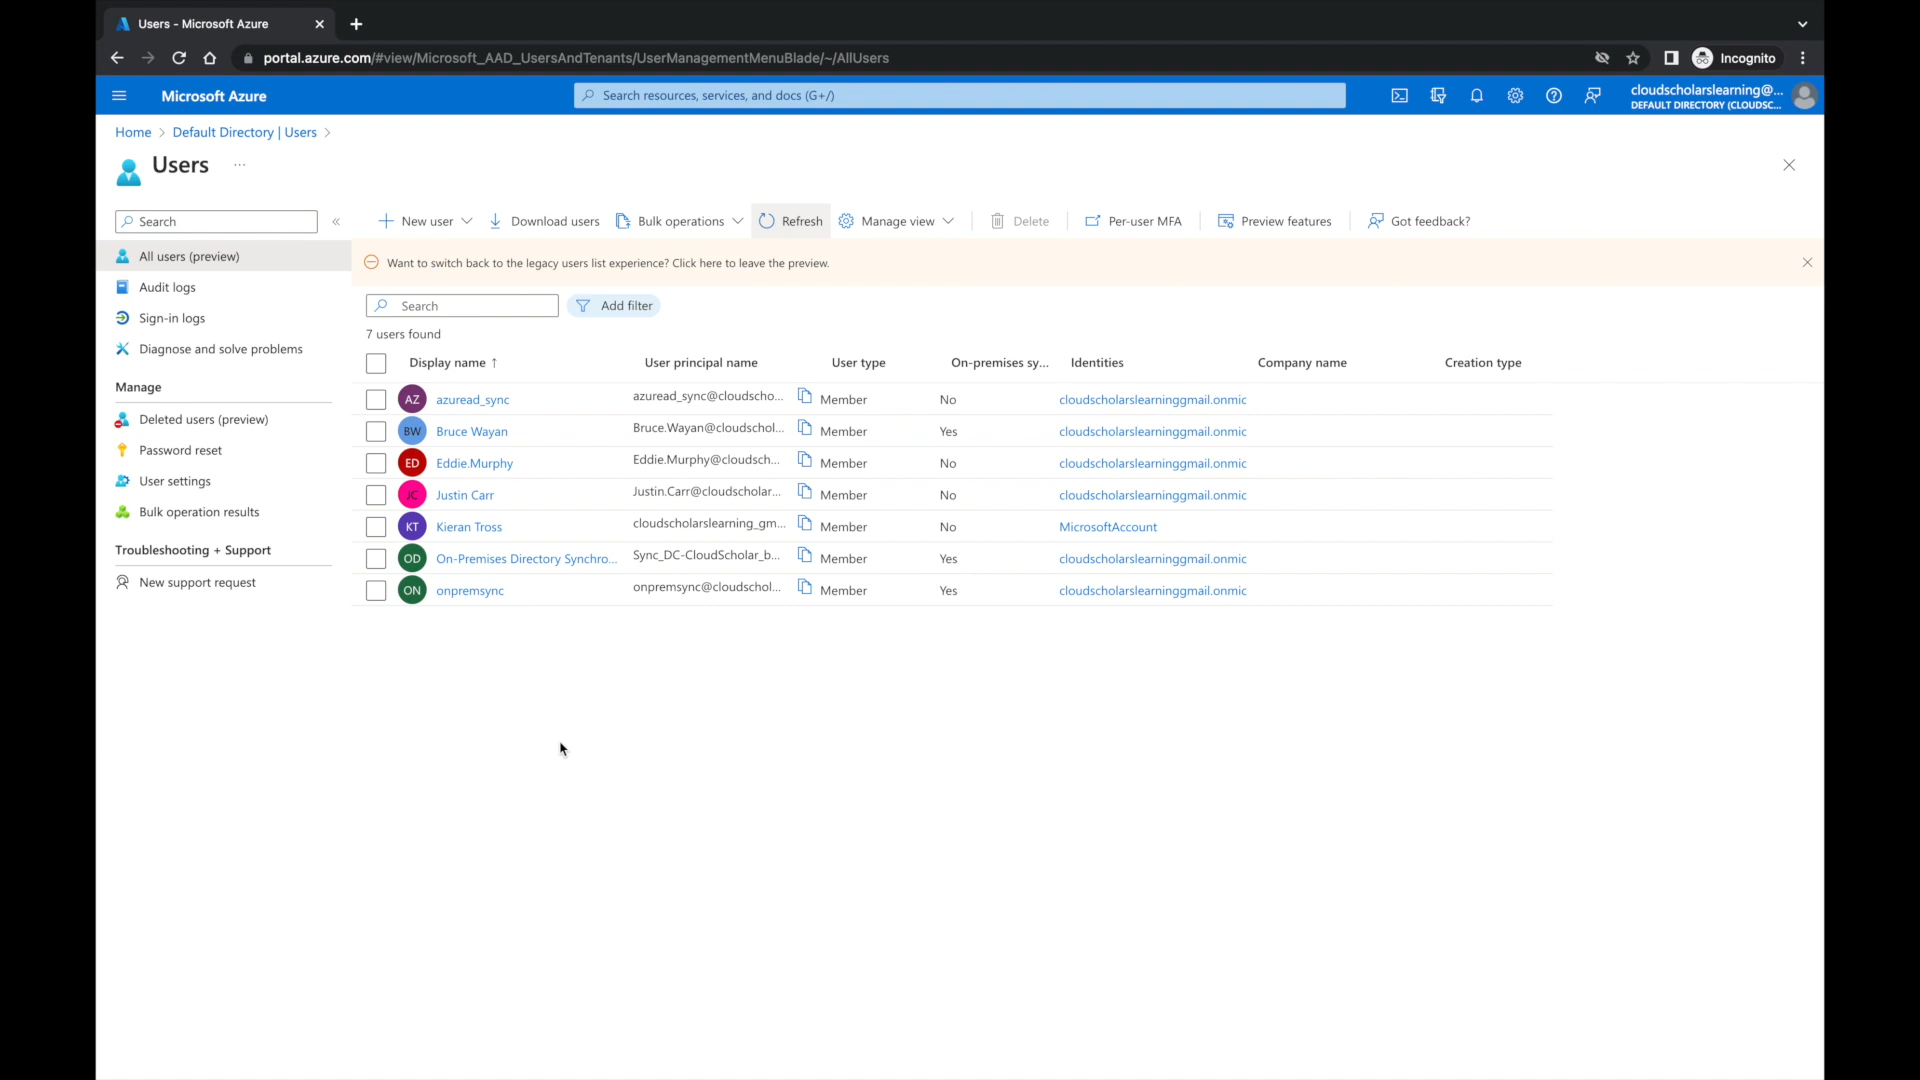 Users - Microsoft Azure
portal.azure.com/#view/Microsoft_AAD_UsersAndTenants/UserManagementMenuBlade/~/AllUsers
Incognito
Microsoft Azure
Search resources, services, and docs (G+/)
cloudscholarslearning@...
DEFAULT DIRECTORY (CLOUDSC...
Home > Default Directory | Users >
Users ...
Search
«
New user
Download users
Bulk operations
Refresh
Manage view
Delete
Per-user MFA
Preview features
Got feedback?
All users (preview)
Audit logs
Sign-in logs
Diagnose and solve problems
Manage
Deleted users (preview)
Password reset
User settings
Bulk operation results
Troubleshooting + Support
New support request
Want to switch back to the legacy users list experience? Click here to leave the preview.
Search
Add filter
7 users found
Display name ↑ User principal name User type On-premises sy... Identities Company name Creation type
AZ azuread_sync azuread_sync@cloudscho... Member No cloudscholarslearninggmail.onmic
BW Bruce Wayan Bruce.Wayan@cloudschol... Member Yes cloudscholarslearninggmail.onmic
ED Eddie.Murphy Eddie.Murphy@cloudsch... Member No cloudscholarslearninggmail.onmic
JC Justin Carr Justin.Carr@cloudscholar... Member No cloudscholarslearninggmail.onmic
KT Kieran Tross cloudscholarslearning_gm... Member No MicrosoftAccount
OD On-Premises Directory Synchro... Sync_DC-CloudScholar_b... Member Yes cloudscholarslearninggmail.onmic
ON onpremsync onpremsync@cloudschol... Member Yes cloudscholarslearninggmail.onmic